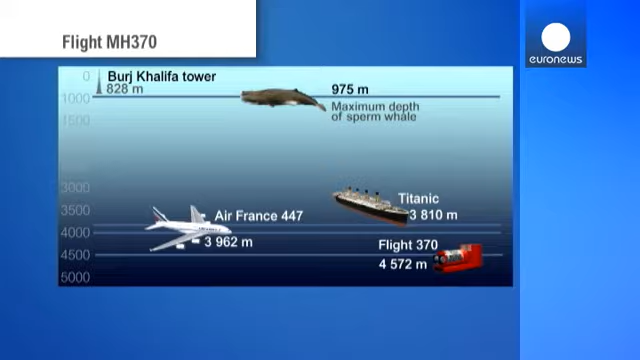 Flight MH370
euronews
0
Burj Khalifa tower
828 m
975 m
1000
Maximum depth
of sperm whale
1500
3000
3500
Titanic
3 810 m
Air France 447
4000
3 962 m
Flight 370
4500
4 572 m
5000